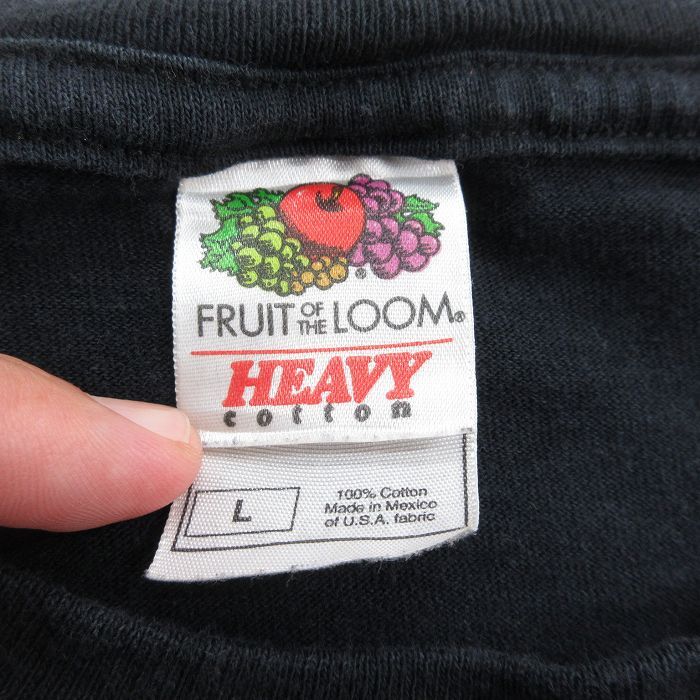 FRUIT OF THE LOOM®
HEAVY
cotton
L
100% Cotton
Made in Mexico
of U.S.A. fabric